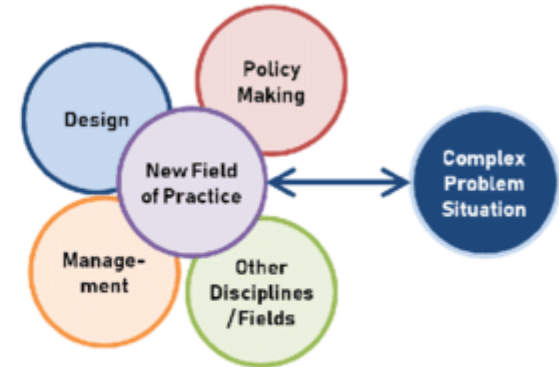 Policy
Making
Design
New Field
of Practice
Complex
Problem
Situation
Manage-
ment
Other
Disciplines
/Fields